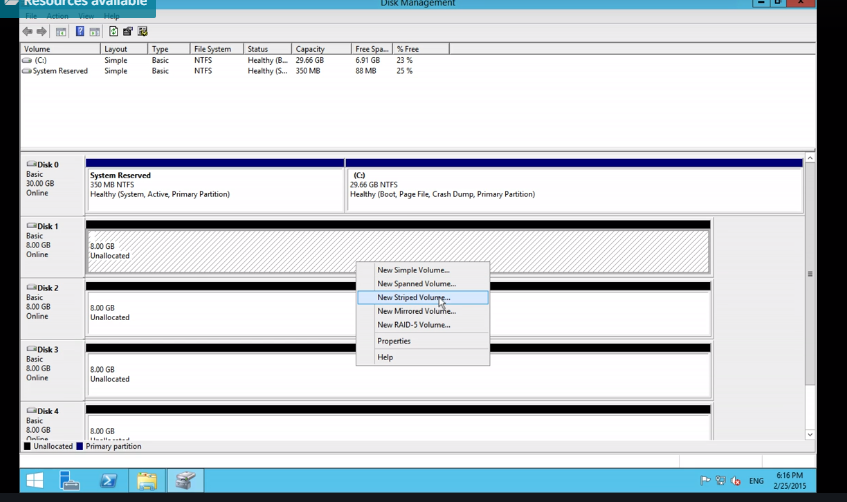 Resources available
Disk Management
File Action View Help
Volume Layout Type File System Status Capacity Free Spa... % Free
(C:) Simple Basic NTFS Healthy (B... 29.66 GB 6.91 GB 23 %
System Reserved Simple Basic NTFS Healthy (S... 350 MB 88 MB 25 %
Disk 0
Basic
30.00 GB
Online
System Reserved
350 MB NTFS
Healthy (System, Active, Primary Partition)
(C:)
29.66 GB NTFS
Healthy (Boot, Page File, Crash Dump, Primary Partition)
Disk 1
Basic
8.00 GB
Online
8.00 GB
Unallocated
New Simple Volume...
New Spanned Volume...
New Striped Volume...
New Mirrored Volume...
New RAID-5 Volume...
Properties
Help
Disk 2
Basic
8.00 GB
Online
8.00 GB
Unallocated
Disk 3
Basic
8.00 GB
Online
8.00 GB
Unallocated
Disk 4
Basic
8.00 GB
Online
8.00 GB
Unallocated
Unallocated Primary partition
ENG
6:16 PM
2/25/2015